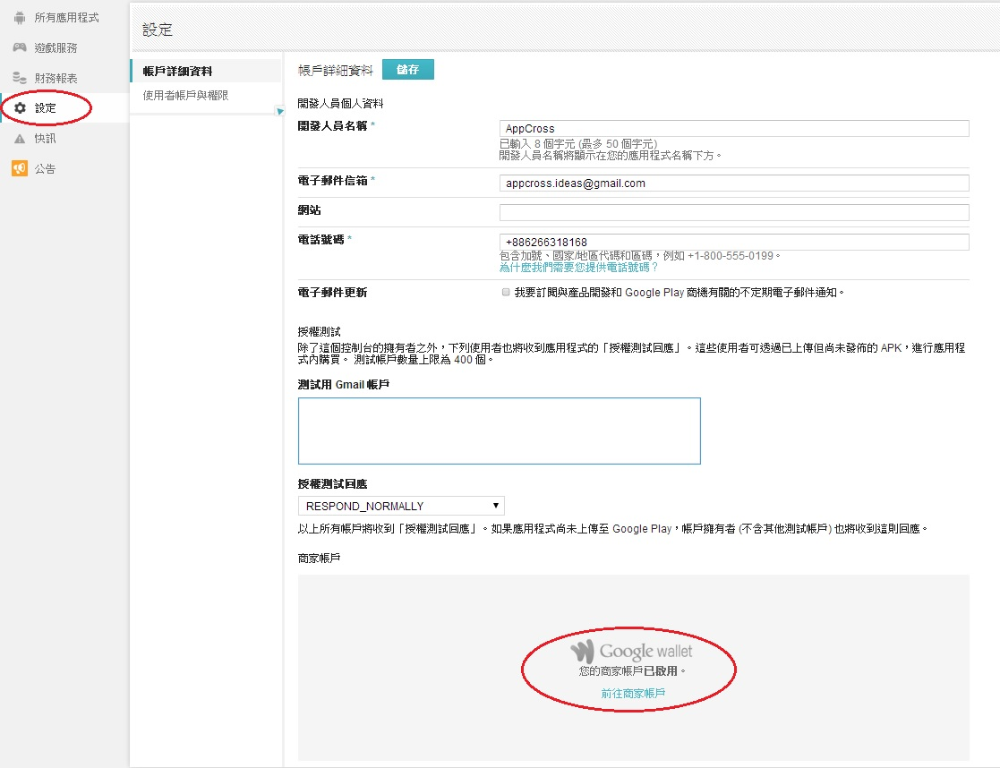 所有應用程式
遊戲服務
財務報表
設定
快訊
公告
設定
帳戶詳細資料
使用者帳戶與權限
帳戶詳細資料 儲存
開發人員個人資料
開發人員名稱 *
AppCross
已輸入 8 個字元 (最多 50 個字元)
開發人員名稱將顯示在您的應用程式名稱下方。
電子郵件信箱 *
appcross.ideas@gmail.com
網站
電話號碼 *
+886266318168
包含加號、國家/地區代碼和區碼，例如 +1-800-555-0199。
為什麼我們需要您提供電話號碼？
電子郵件更新
我要訂閱與產品開發和 Google Play 商機有關的不定期電子郵件通知。
授權測試
除了這個控制台的擁有者之外，下列使用者也將收到應用程式的「授權測試回應」。這些使用者可透過已上傳但尚未發佈的 APK，進行應用程
式內購買。 測試帳戶數量上限為 400 個。
測試用 Gmail 帳戶
授權測試回應
RESPOND_NORMALLY
以上所有帳戶將收到「授權測試回應」。如果應用程式尚未上傳至 Google Play，帳戶擁有者 (不含其他測試帳戶) 也將收到這則回應。
商家帳戶
Google wallet
您的商家帳戶已啟用。
前往商家帳戶